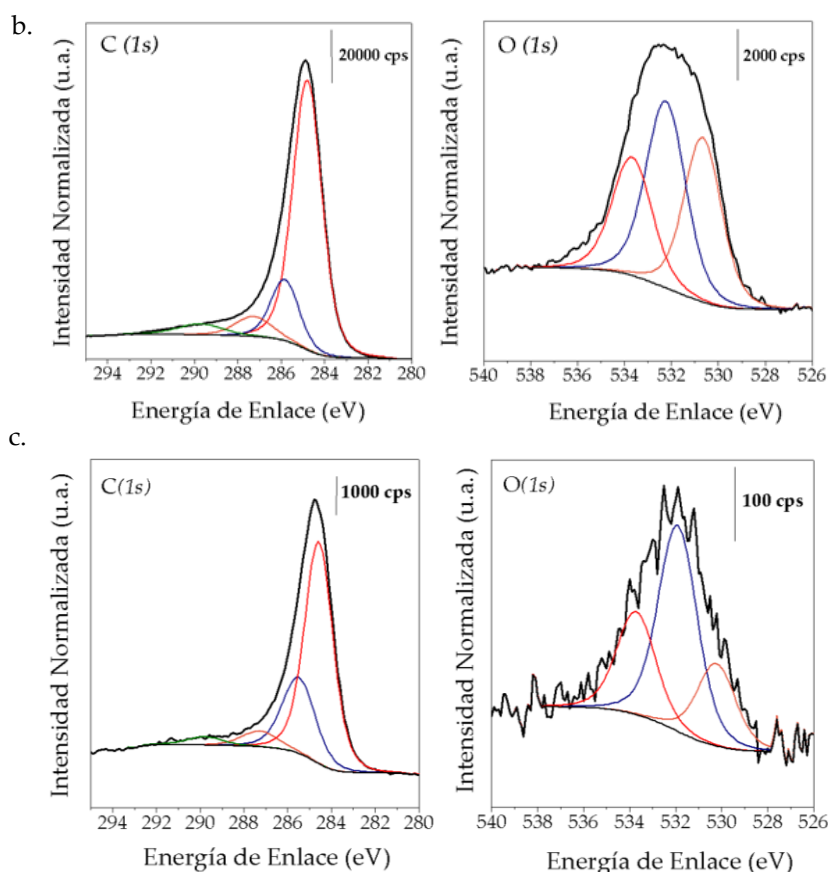 b.
C (1s)
20000 cps
Intensidad Normalizada (u.a.)
294 292 290 288 286 284 282 280
Energía de Enlace (eV)
O (1s)
2000 cps
Intensidad Normalizada (u.a.)
540 536 534 532 530 528 526
Energía de Enlace (eV)
c.
C(1s)
1000 cps
Intensidad Normalizada (u.a.)
294 292 290 288 286 284 282 280
Energía de Enlace (eV)
O(1s)
100 cps
Intensidad Normalizada (u.a.)
540 536 534 532 530 528 526
Energía de Enlace (eV)